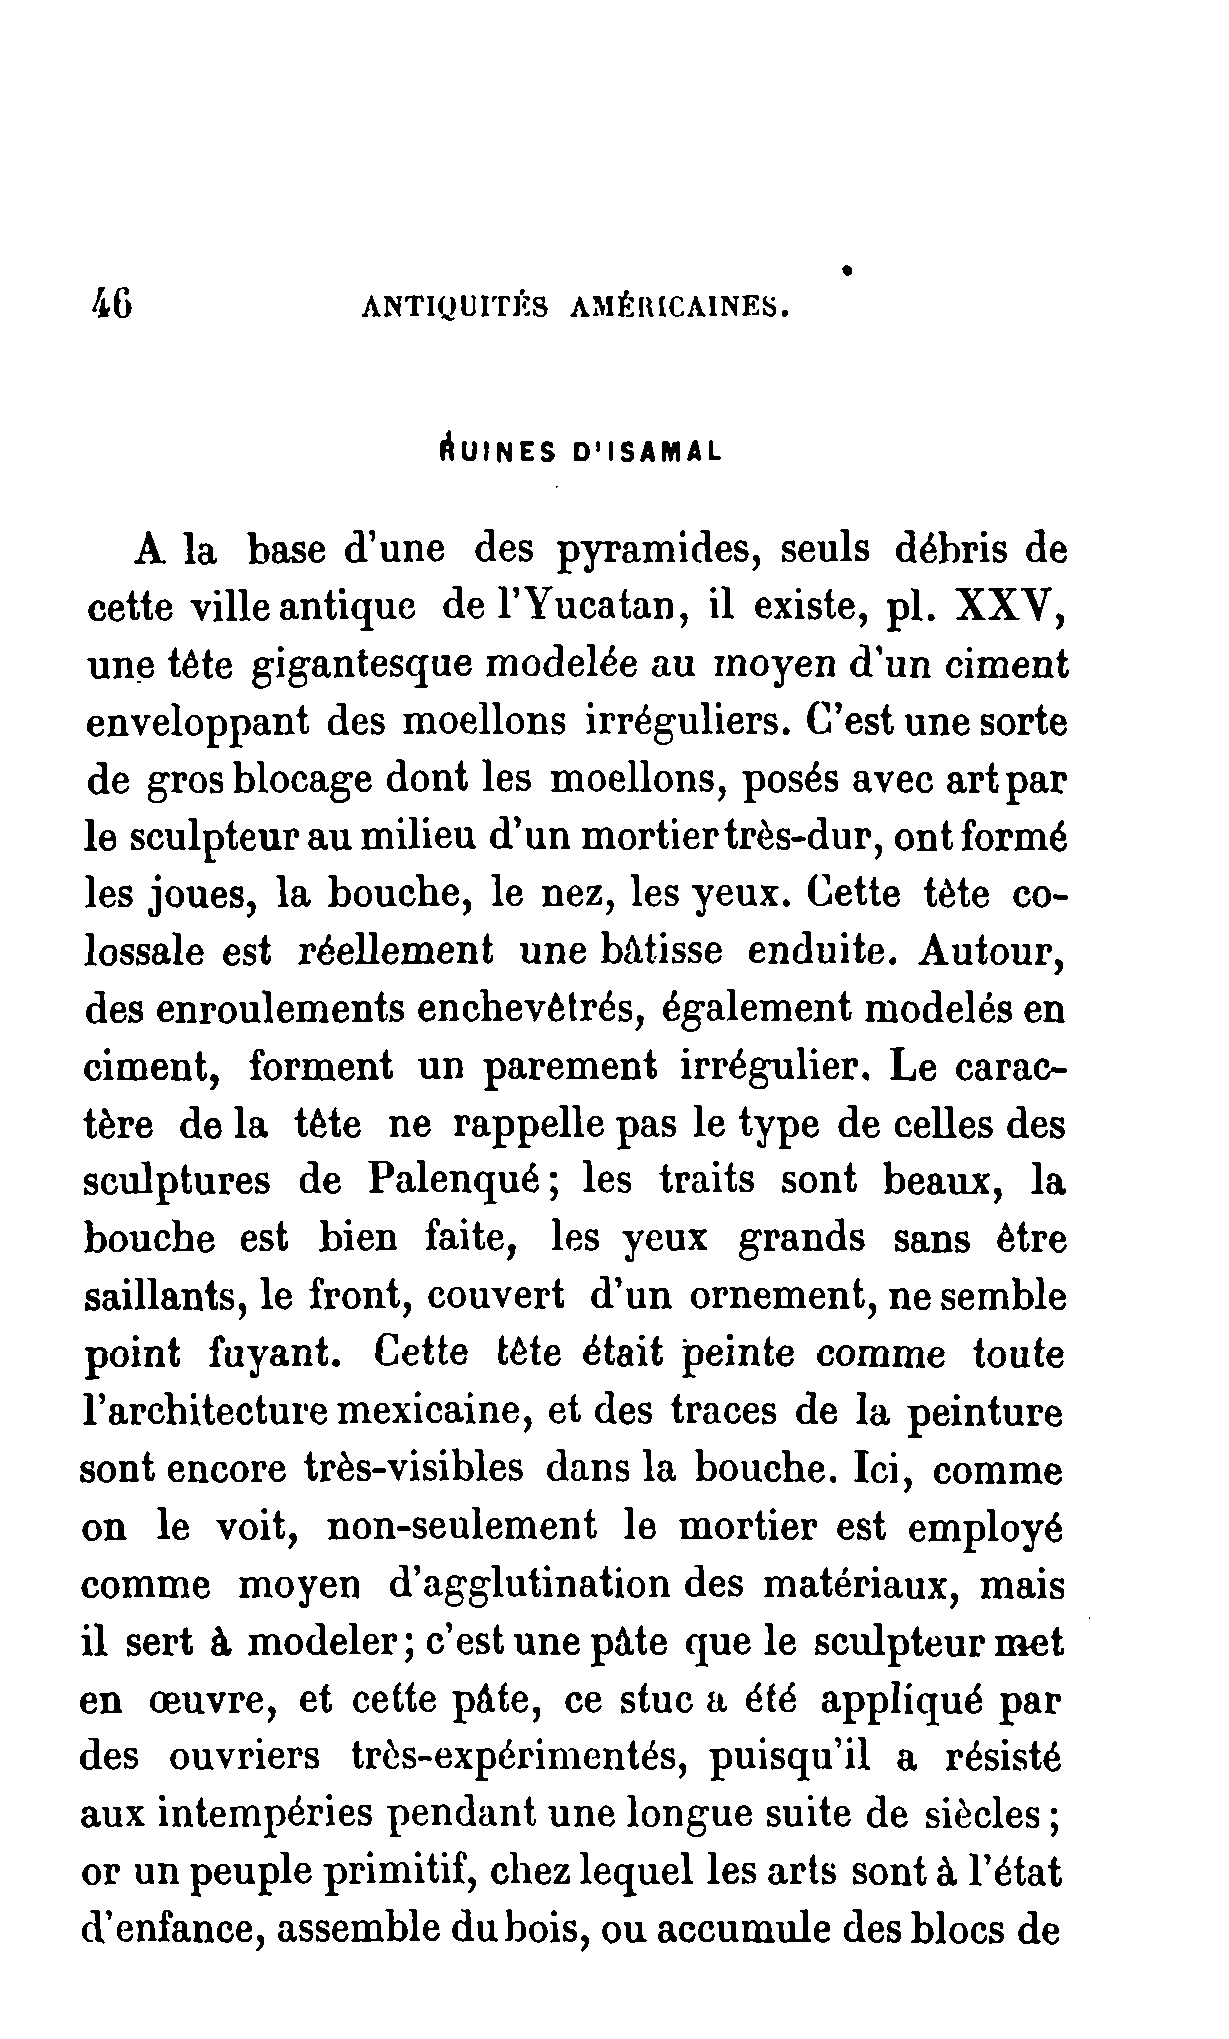 46 ANTIQUITÉS AMÉRICAINES.
RUINES D'ISAMAL
A la base d'une des pyramides, seuls débris de
cette ville antique de l'Yucatan, il existe, pl. XXV,
une tête gigantesque modelée au moyen d'un ciment
enveloppant des moellons irréguliers. C'est une sorte
de gros blocage dont les moellons, posés avec art par
le sculpteur au milieu d'un mortier très-dur, ont formé
les joues, la bouche, le nez, les yeux. Cette tête co-
lossale est réellement une bâtisse enduite. Autour,
des enroulements enchevêtrés, également modelés en
ciment, forment un parement irrégulier. Le carac-
tère de la tête ne rappelle pas le type de celles des
sculptures de Palenqué; les traits sont beaux, la
bouche est bien faite, les yeux grands sans être
saillants, le front, couvert d'un ornement, ne semble
point fuyant. Cette tête était peinte comme toute
l'architecture mexicaine, et des traces de la peinture
sont encore très-visibles dans la bouche. Ici, comme
on le voit, non-seulement le mortier est employé
comme moyen d'agglutination des matériaux, mais
il sert à modeler; c'est une pâte que le sculpteur met
en œuvre, et cette pâte, ce stuc a été appliqué par
des ouvriers très-expérimentés, puisqu'il a résisté
aux intempéries pendant une longue suite de siècles;
or un peuple primitif, chez lequel les arts sont à l'état
d'enfance, assemble du bois, ou accumule des blocs de